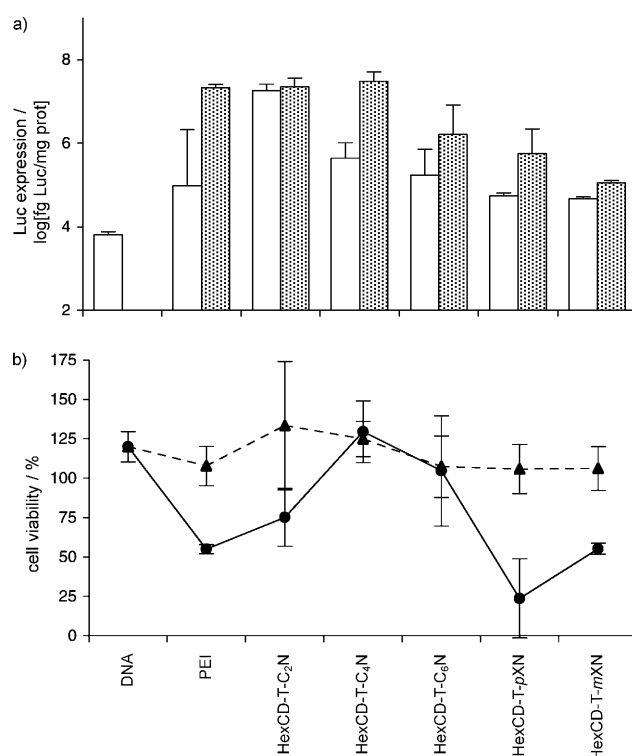 a)
8
6
4
2
Luc expression /
log[fg Luc/mg prot]
b)
175
150
125
100
75
50
25
0
cell viability / %
DNA
PEI
HexCD-T-C₂N
HexCD-T-C₄N
HexCD-T-C₆N
HexCD-T-pXN
HexCD-T-mXN